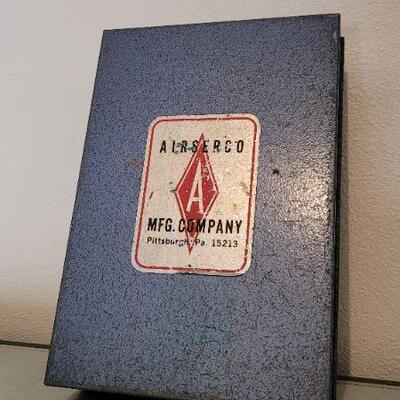 AIRSERCO
A
MFG. COMPANY
Pittsburgh, Pa 15213